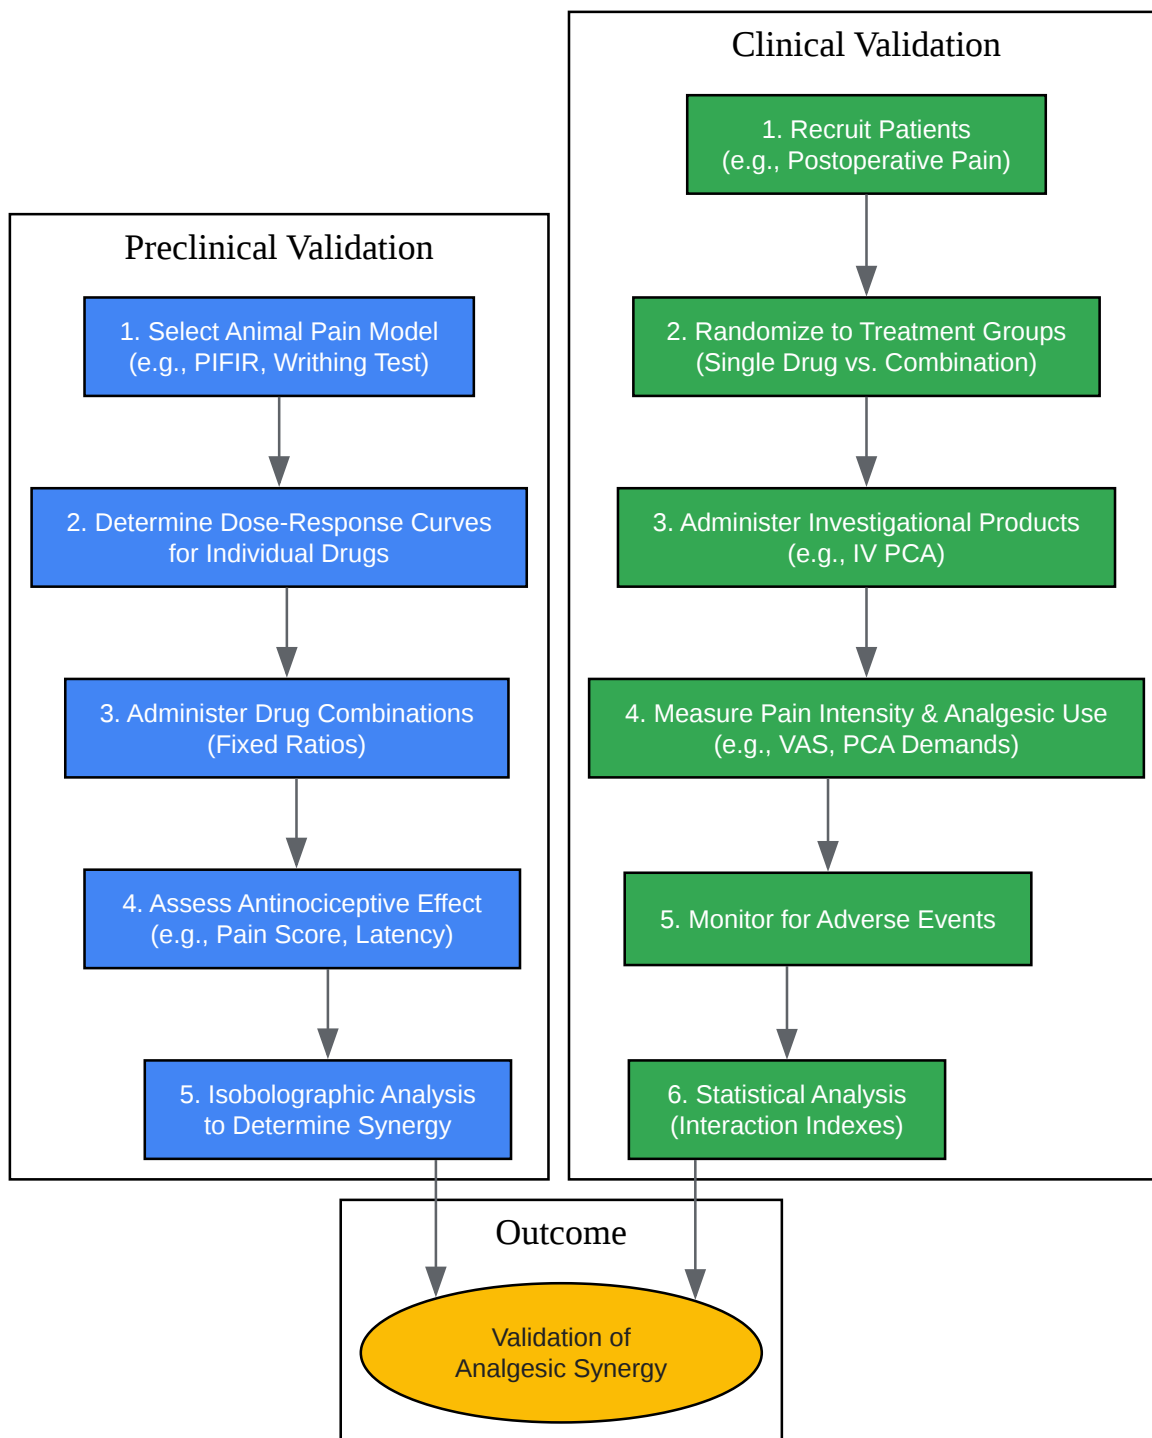 Preclinical Validation
1. Select Animal Pain Model
(e.g., PIFIR, Writhing Test)
2. Determine Dose-Response Curves
for Individual Drugs
3. Administer Drug Combinations
(Fixed Ratios)
4. Assess Antinociceptive Effect
(e.g., Pain Score, Latency)
5. Isobolographic Analysis
to Determine Synergy
Clinical Validation
1. Recruit Patients
(e.g., Postoperative Pain)
2. Randomize to Treatment Groups
(Single Drug vs. Combination)
3. Administer Investigational Products
(e.g., IV PCA)
4. Measure Pain Intensity & Analgesic Use
(e.g., VAS, PCA Demands)
5. Monitor for Adverse Events
6. Statistical Analysis
(Interaction Indexes)
Outcome
Validation of
Analgesic Synergy